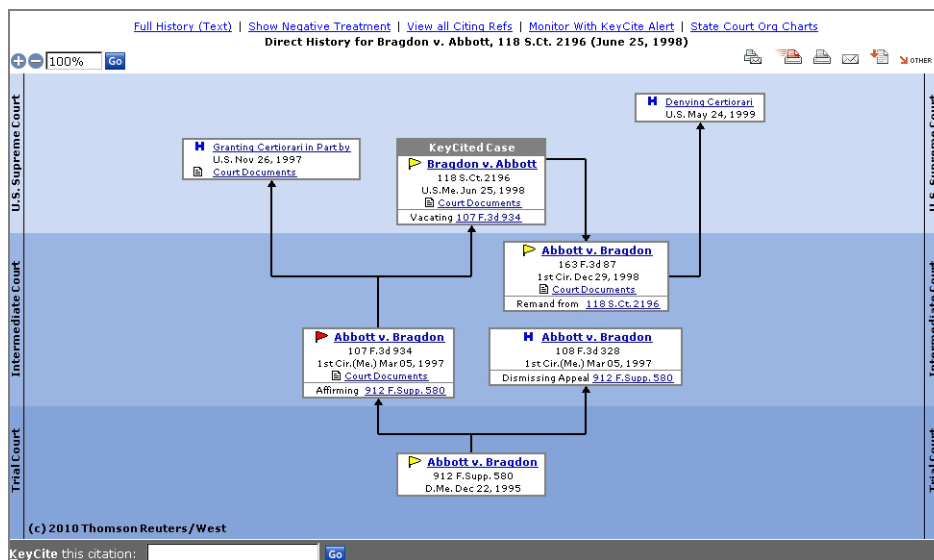 Full History (Text) | Show Negative Treatment | View all Citing Refs | Monitor With KeyCite Alert | State Court Org Charts
Direct History for Bragdon v. Abbott, 118 S.Ct. 2196 (June 25, 1998)
100% Go
OTHER
U.S. Supreme Court
H Denying Certiorari
U.S. May 24, 1999
H Granting Certiorari in Part by
U.S. Nov 26, 1997
Court Documents
KeyCited Case
Bragdon v. Abbott
118 S.Ct.2196
U.S.Me.Jun 25, 1998
Court Documents
Vacating 107 F.3d 934
U.S. Supreme Court
Intermediate Court
Abbott v. Bragdon
163 F.3d 87
1st Cir. Dec 29, 1998
Court Documents
Remand from 118 S.Ct.2196
Abbott v. Bragdon
107 F.3d 934
1st Cir.(Me.) Mar 05, 1997
Court Documents
Affirming 912 F.Supp. 580
H Abbott v. Bragdon
108 F.3d 328
1st Cir.(Me.) Mar 05, 1997
Dismissing Appeal 912 F.Supp. 580
Intermediate Court
Trial Court
Abbott v. Bragdon
912 F.Supp. 580
D.Me. Dec 22, 1995
Trial Court
(c) 2010 Thomson Reuters/West
KeyCite this citation: Go